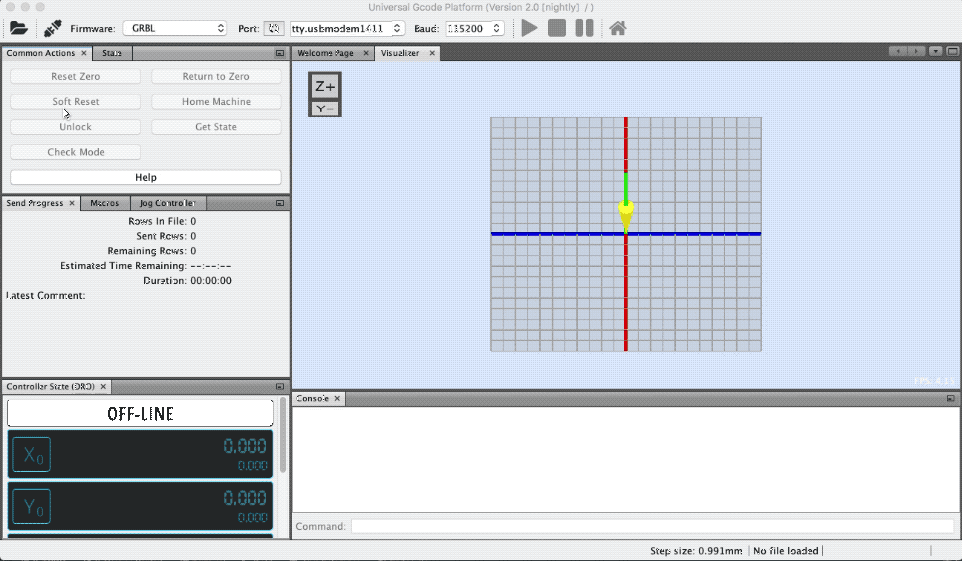 Universal Gcode Platform (Version 2.0 [nightly] / )
Firmware: GRBL Port: tty.usbmodem1411 Baud: 115200
Common Actions × State
Reset Zero Return to Zero
Soft Reset Home Machine
Unlock Get State
Check Mode
Help
Send Progress × Macros Jog Controller
Rows In File: 0
Sent Rows: 0
Remaining Rows: 0
Estimated Time Remaining: --:--:--
Duration: 00:00:00
Latest Comment:
Controller State (DRO) ×
OFF-LINE
X0 0.000
0.000
Y0 0.000
0.000
Welcome Page × Visualizer ×
Z+
Y-
Console ×
Command:
Step size: 0.991mm No file loaded